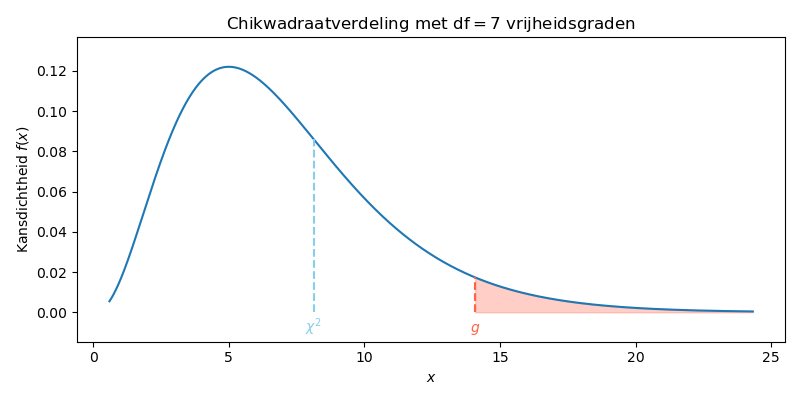 Chikwadraatverdeling met df = 7 vrijheidsgraden
Kansdichtheid f(x)
0.12
0.10
0.08
0.06
0.04
0.02
0.00
χ²
g
0
5
10
15
20
25
x